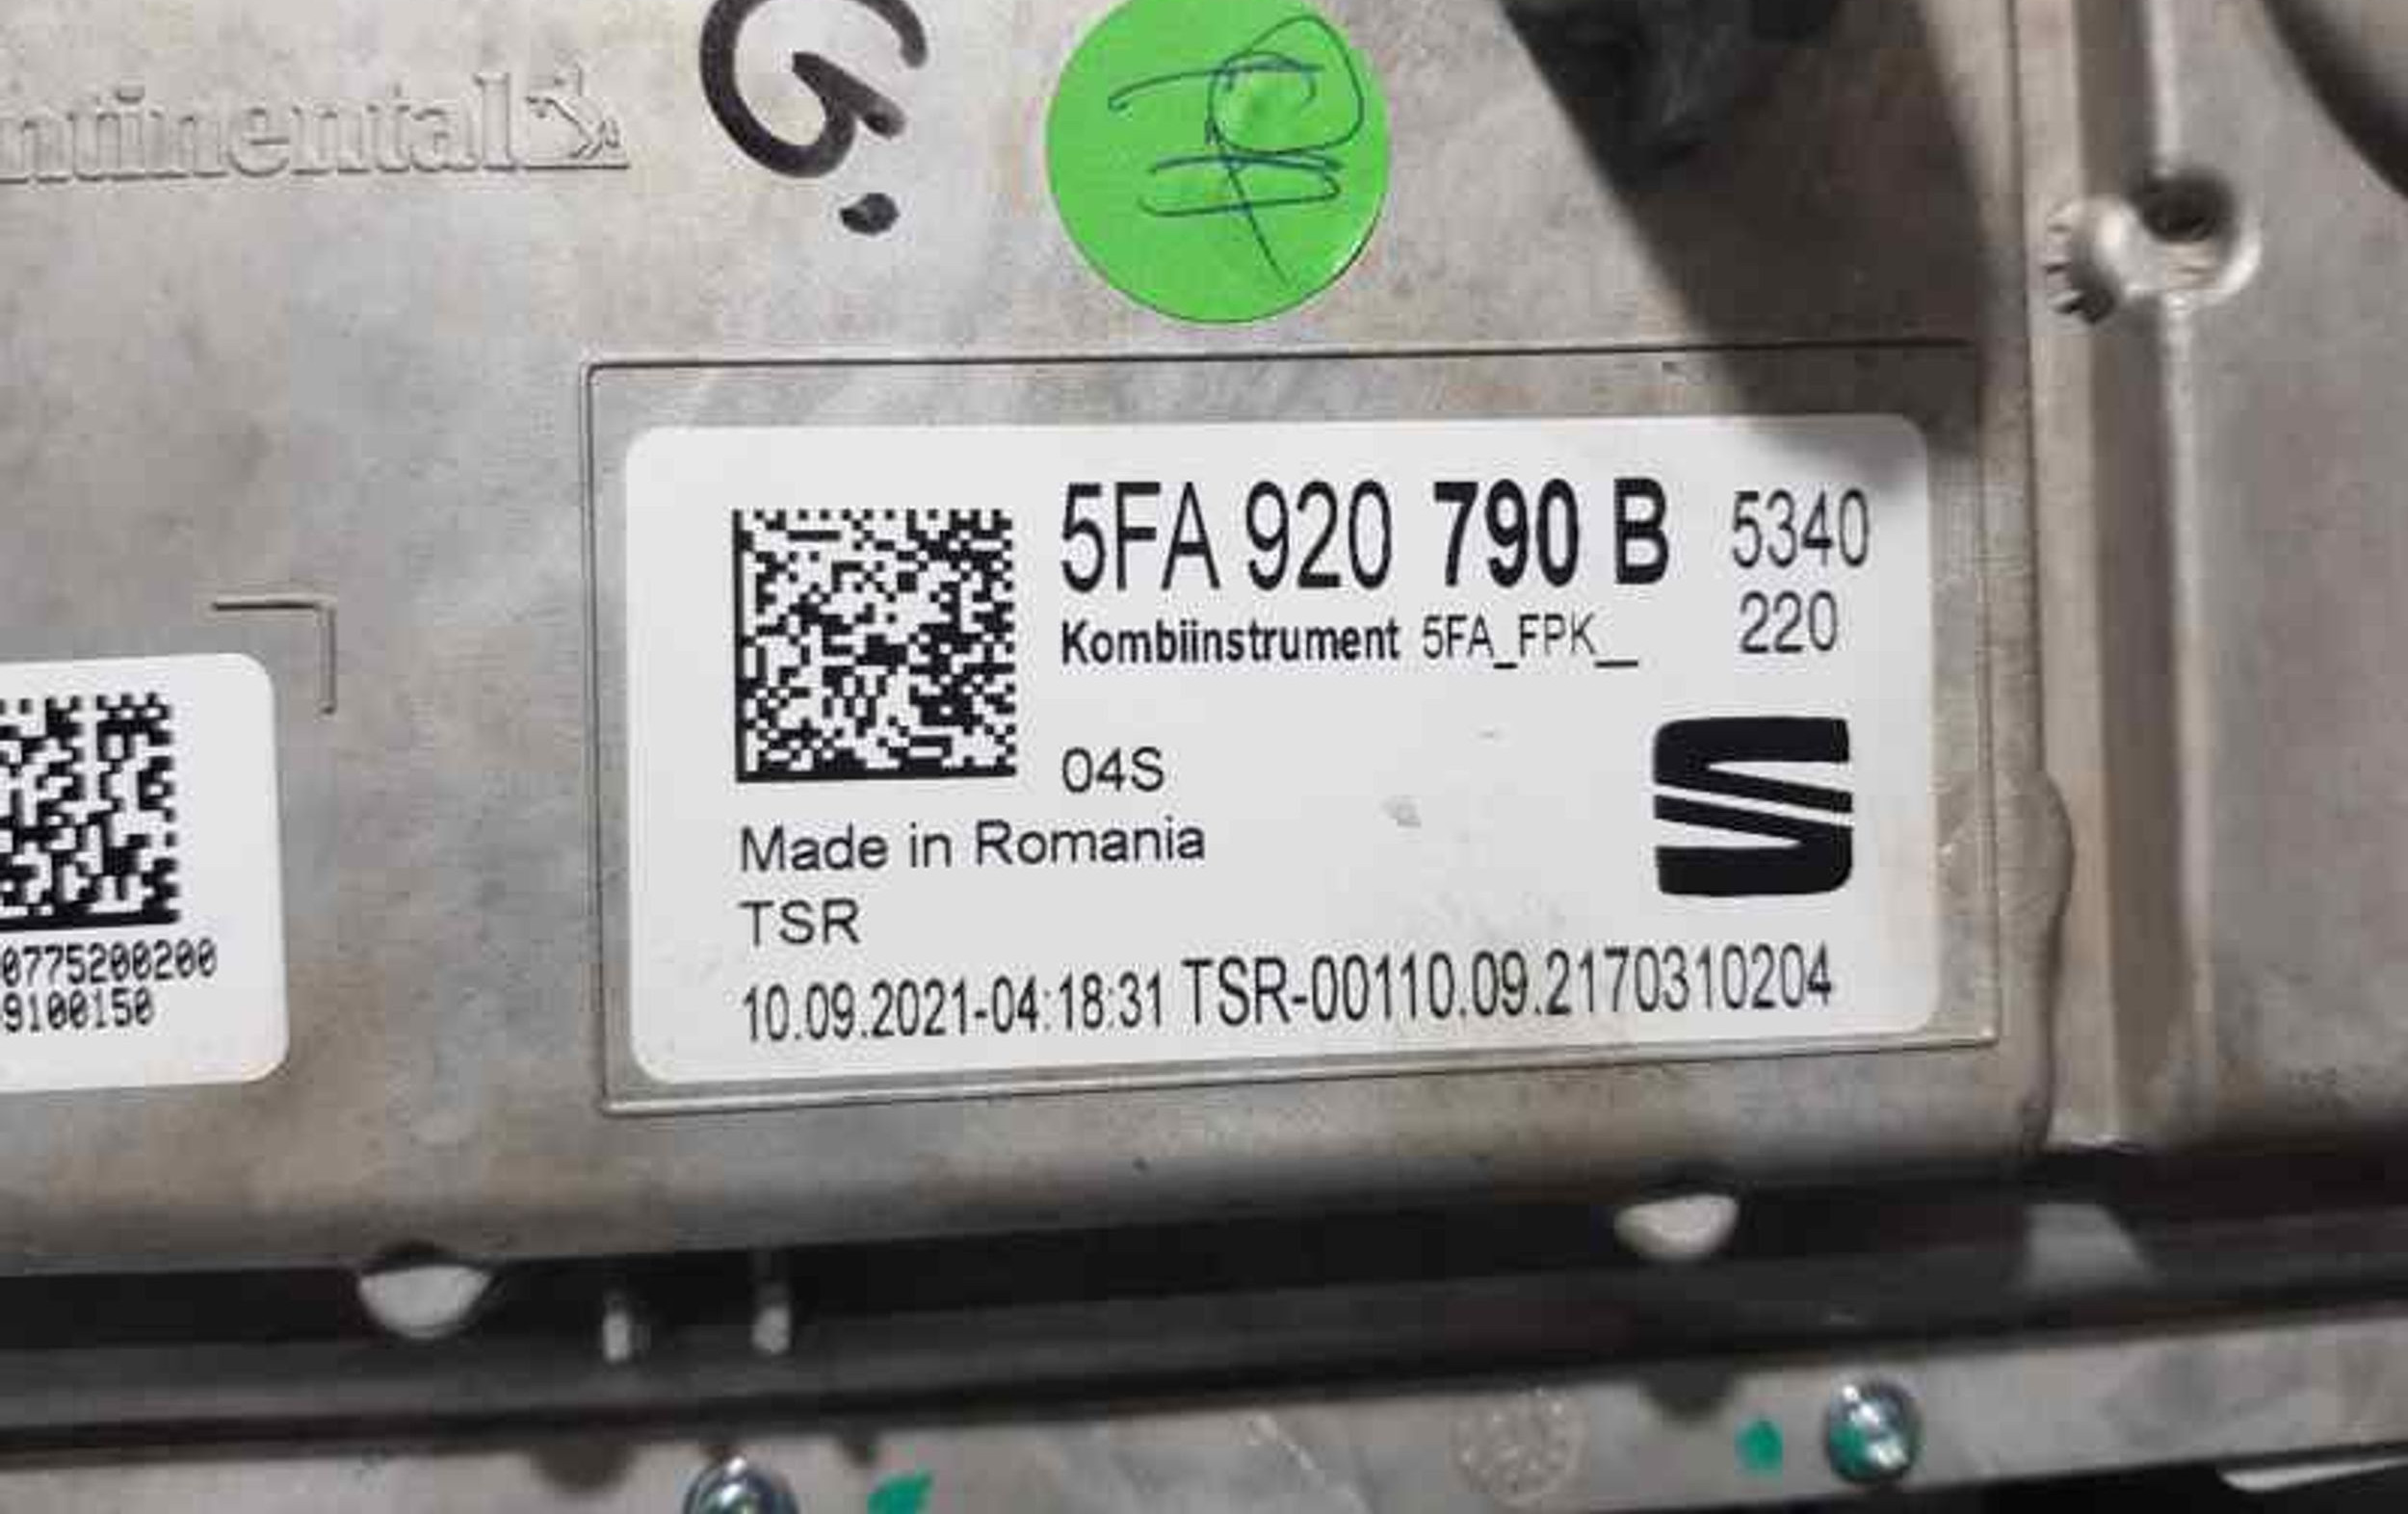 ntinental
5FA 920 790 B 5340
Kombiinstrument 5FA_FPK__ 220
04S
Made in Romania
TSR
10.09.2021-04:18:31 TSR-00110.09.2170310204
0775200200
9100150